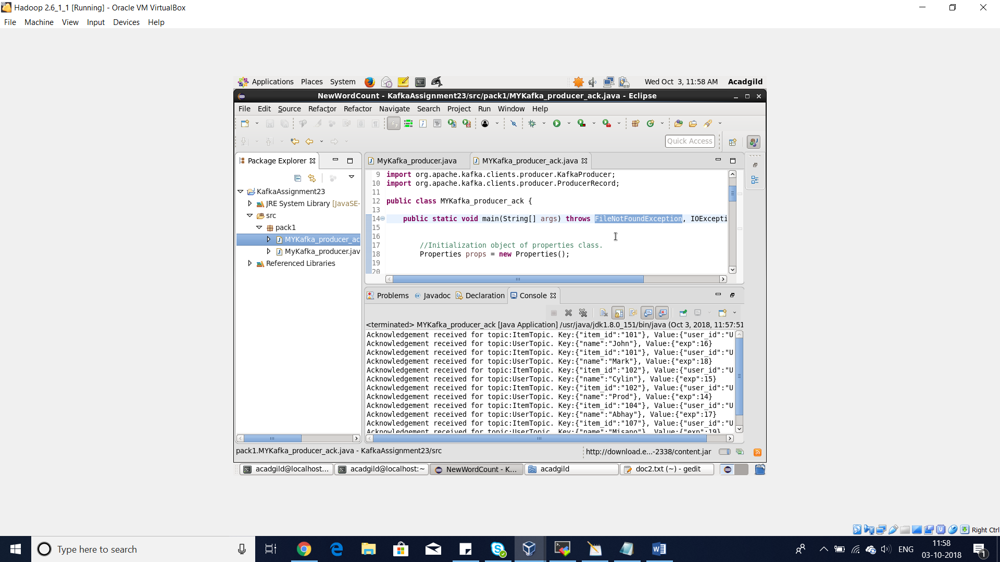 Hadoop 2.6_1_1 [Running] - Oracle VM VirtualBox
File Machine View Input Devices Help
Applications Places System Wed Oct 3, 11:58 AM Acadgild
NewWordCount - KafkaAssignment23/src/pack1/MYKafka_producer_ack.java - Eclipse
File Edit Source Refactor Refactor Navigate Search Project Run Window Help
Quick Access
Package Explorer
KafkaAssignment23
JRE System Library [JavaSE-
src
pack1
MYKafka_producer_ac
MyKafka_producer.jav
Referenced Libraries
MyKafka_producer.java MYKafka_producer_ack.java
9 import org.apache.kafka.clients.producer.KafkaProducer;
10 import org.apache.kafka.clients.producer.ProducerRecord;
11
12 public class MYKafka_producer_ack {
13
14 public static void main(String[] args) throws FileNotFoundException, IOExcepti
15
16
17 //Initialization object of properties class.
18 Properties props = new Properties();
19
20
Problems Javadoc Declaration Console
<terminated> MYKafka_producer_ack [Java Application] /usr/java/jdk1.8.0_151/bin/java (Oct 3, 2018, 11:57:51
Acknowledgement received for topic:ItemTopic. Key:{"item_id":"101"}, Value:{"user_id":"U
Acknowledgement received for topic:UserTopic. Key:{"name":"John"}, Value:{"exp":16}
Acknowledgement received for topic:ItemTopic. Key:{"item_id":"101"}, Value:{"user_id":"U
Acknowledgement received for topic:UserTopic. Key:{"name":"Mark"}, Value:{"exp":18}
Acknowledgement received for topic:ItemTopic. Key:{"item_id":"102"}, Value:{"user_id":"U
Acknowledgement received for topic:UserTopic. Key:{"name":"Cylin"}, Value:{"exp":15}
Acknowledgement received for topic:ItemTopic. Key:{"item_id":"102"}, Value:{"user_id":"U
Acknowledgement received for topic:UserTopic. Key:{"name":"Prod"}, Value:{"exp":14}
Acknowledgement received for topic:ItemTopic. Key:{"item_id":"104"}, Value:{"user_id":"U
Acknowledgement received for topic:UserTopic. Key:{"name":"Abhay"}, Value:{"exp":17}
Acknowledgement received for topic:ItemTopic. Key:{"item_id":"107"}, Value:{"user_id":"U
Acknowledgement received for topic:UserTopic. Key:{"name":"Misano"}, Value:{"exp":19}
pack1.MYKafka_producer_ack.java - KafkaAssignment23/src
http://download.e...-2338/content.jar
acadgild@localhost... acadgild@localhost:~ NewWordCount - K... acadgild doc2.txt (~) - gedit
Right Ctrl
Type here to search
ENG
11:58
03-10-2018
1